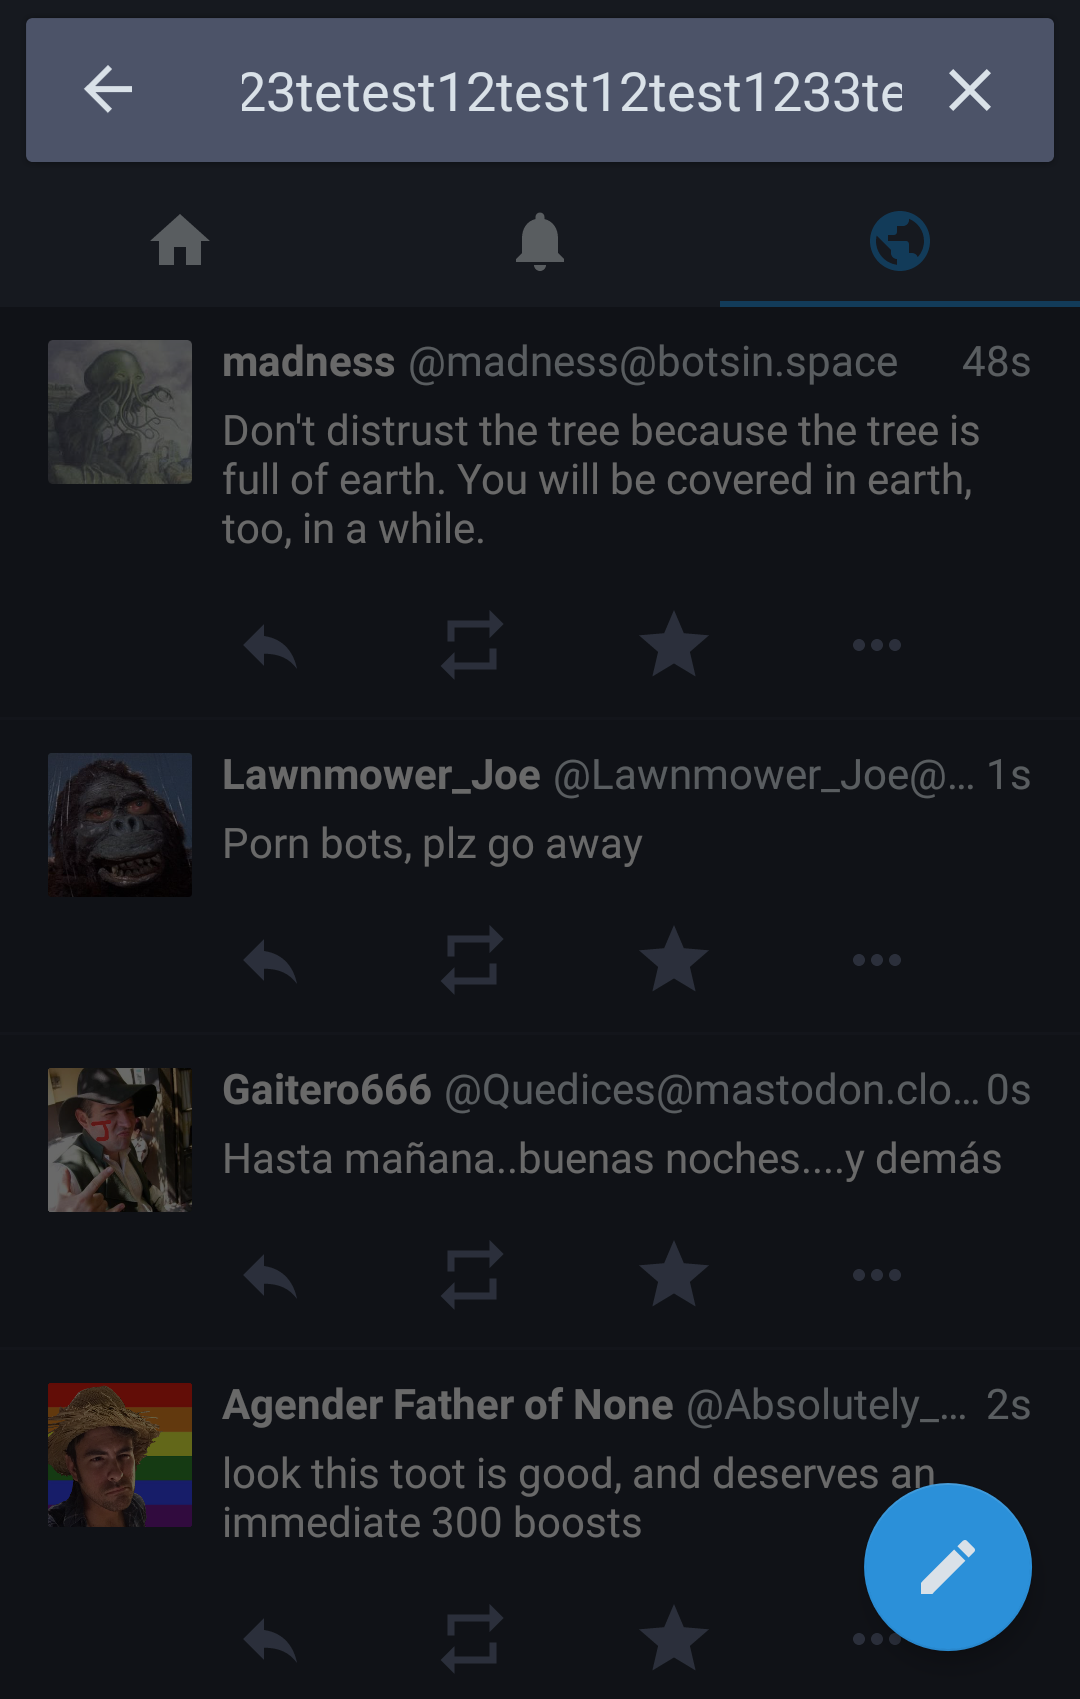 23tetest12test12test1233te
madness @madness@botsin.space 48s
Don't distrust the tree because the tree is
full of earth. You will be covered in earth,
too, in a while.
Lawnmower_Joe @Lawnmower_Joe@... 1s
Porn bots, plz go away
Gaitero666 @Quedices@mastodon.clo... 0s
Hasta mañana..buenas noches....y demás
Agender Father of None @Absolutely_... 2s
look this toot is good, and deserves an
immediate 300 boosts